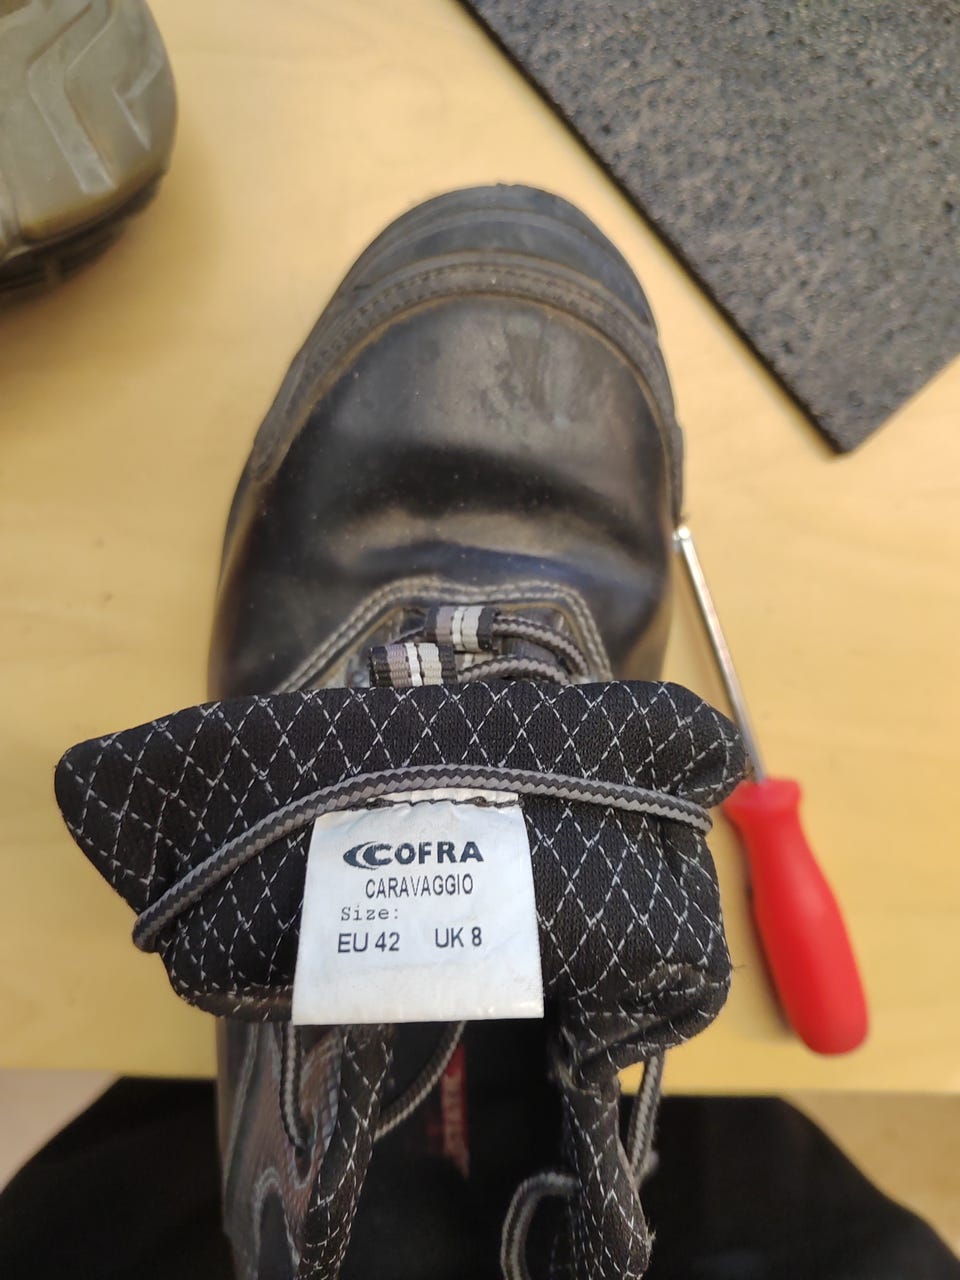 COFRA
CARAVAGGIO
Size:
EU 42 UK 8